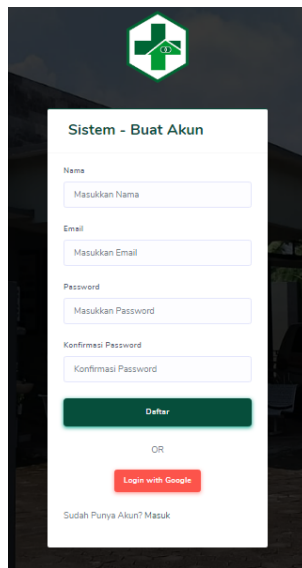 Sistem - Buat Akun
Nama
Masukkan Nama
Email
Masukkan Email
Password
Masukkan Password
Konfirmasi Password
Konfirmasi Password
Daftar
OR
Login with Google
Sudah Punya Akun? Masuk